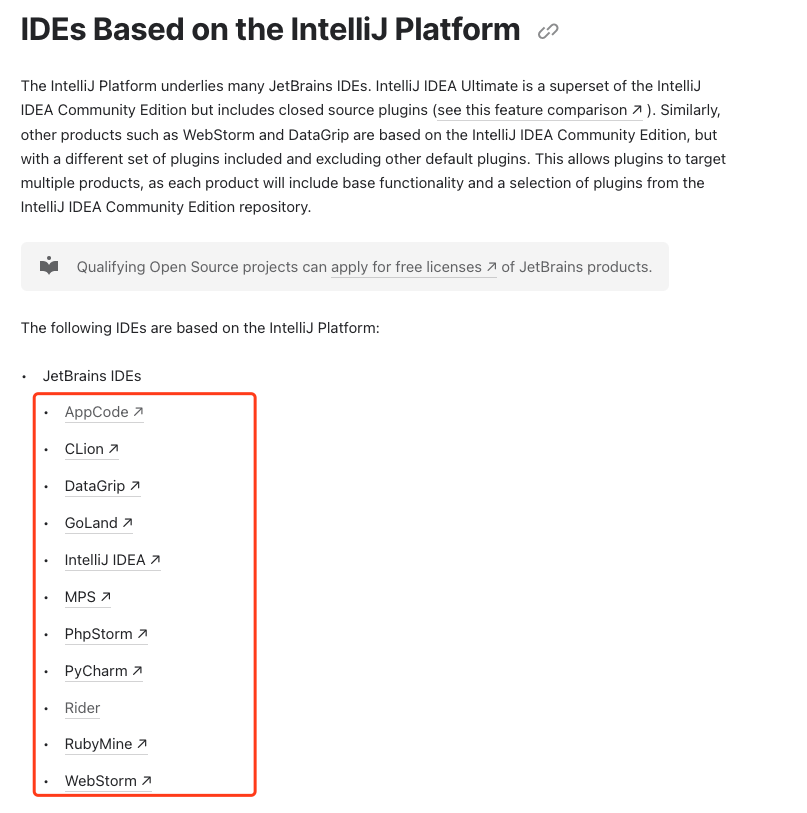 IDEs Based on the IntelliJ Platform
The IntelliJ Platform underlies many JetBrains IDEs. IntelliJ IDEA Ultimate is a superset of the IntelliJ
IDEA Community Edition but includes closed source plugins (see this feature comparison ↗ ). Similarly,
other products such as WebStorm and DataGrip are based on the IntelliJ IDEA Community Edition, but
with a different set of plugins included and excluding other default plugins. This allows plugins to target
multiple products, as each product will include base functionality and a selection of plugins from the
IntelliJ IDEA Community Edition repository.
Qualifying Open Source projects can apply for free licenses ↗ of JetBrains products.
The following IDEs are based on the IntelliJ Platform:
• JetBrains IDEs
• AppCode ↗
• CLion ↗
• DataGrip ↗
• GoLand ↗
• IntelliJ IDEA ↗
• MPS ↗
• PhpStorm ↗
• PyCharm ↗
• Rider
• RubyMine ↗
• WebStorm ↗